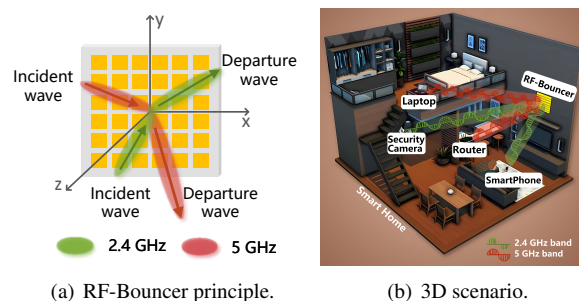 y
Departure
wave
Incident
wave
x
z
Incident
wave
Departure
wave
2.4 GHz
5 GHz
(a) RF-Bouncer principle.
RF-Bouncer
Laptop
Security
Camera
Router
SmartPhone
Smart Home
2.4 GHz band
5 GHz band
(b) 3D scenario.